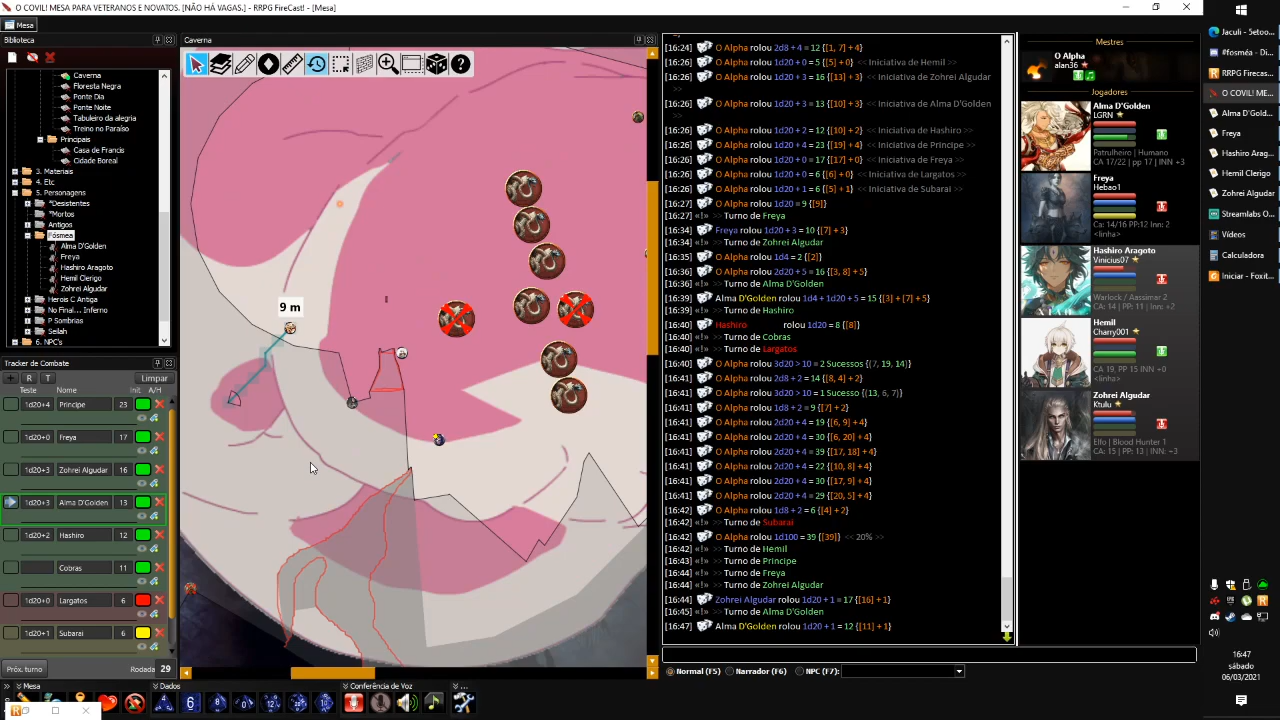 O COVIL! MESA PARA VETERANOS E NOVATOS. [NÃO HÁ VAGAS.] - RRPG FireCast! - [Mesa]
Mesa
Biblioteca
Caverna
Floresta Negra
Ponte Dia
Ponte Noite
Tabuleiro da alegria
Treino no Paraíso
Principais
Casa de Francis
Cidade Boreal
3. Materais
4. Etc
5. Personagens
*Desistentes
*Mortos
Antigos
Fósmea
Alma D'Golden
Freya
Hashiro Aragoto
Hemil Clerigo
Zohrei Algudar
Herois C Antiga
No Final... Inferno
P Sambrias
Seilah
6. NPC's
Tracker de Combate
+ R T Limpar
Teste Nome Init. A/H
1d20+4 Principe 23
1d20+0 Freya 17
1d20+3 Zohrei Algudar 16
1d20+3 Alma D'Golden 13
1d20+2 Hashiro 12
Cobras 11
1d20+0 Largatos 6
1d20+1 Subarai 6
Próx. turno Rodada 29
Caverna
9 m
[16:24] O Alpha rolou 2d8 + 4 = 12 {[1, 7] + 4}
[16:26] O Alpha rolou 1d20 + 0 = 5 {[5] + 0} << Iniciativa de Hemil >>
[16:26] O Alpha rolou 1d20 + 3 = 16 {[13] + 3} << Iniciativa de Zohrei Algudar
>>
[16:26] O Alpha rolou 1d20 + 3 = 13 {[10] + 3} << Iniciativa de Alma D'Golden
>>
[16:26] O Alpha rolou 1d20 + 2 = 12 {[10] + 2} << Iniciativa de Hashiro >>
[16:26] O Alpha rolou 1d20 + 4 = 23 {[19] + 4} << Iniciativa de Principe >>
[16:26] O Alpha rolou 1d20 + 0 = 17 {[17] + 0} << Iniciativa de Freya >>
[16:26] O Alpha rolou 1d20 + 0 = 6 {[6] + 0} << Iniciativa de Largatos >>
[16:26] O Alpha rolou 1d20 + 1 = 6 {[5] + 1} << Iniciativa de Subarai >>
[16:27] O Alpha rolou 1d20 = 9 {[9]}
[16:27] «!» >> Turno de Freya
[16:34] Freya rolou 1d20 + 3 = 10 {[7] + 3}
[16:34] «!» >> Turno de Zohrei Algudar
[16:35] O Alpha rolou 1d4 = 2 {[2]}
[16:36] O Alpha rolou 2d20 + 5 = 16 {[3, 8] + 5}
[16:36] «!» >> Turno de Alma D'Golden
[16:39] Alma D'Golden rolou 1d4 + 1d20 + 5 = 15 {[3] + [7] + 5}
[16:39] «!» >> Turno de Hashiro
[16:40] Hashiro rolou 1d20 = 8 {[8]}
[16:40] «!» >> Turno de Cobras
[16:40] «!» >> Turno de Largatos
[16:40] O Alpha rolou 3d20 > 10 = 2 Sucessos {(7, 19, 14)}
[16:41] O Alpha rolou 2d8 + 2 = 14 {[8, 4] + 2}
[16:41] O Alpha rolou 3d20 > 10 = 1 Sucesso {(13, 6, 7)}
[16:41] O Alpha rolou 1d8 + 2 = 9 {[7] + 2}
[16:41] O Alpha rolou 2d20 + 4 = 19 {[6, 9] + 4}
[16:41] O Alpha rolou 2d20 + 4 = 30 {[6, 20] + 4}
[16:41] O Alpha rolou 2d20 + 4 = 39 {[17, 18] + 4}
[16:41] O Alpha rolou 2d20 + 4 = 22 {[10, 8] + 4}
[16:41] O Alpha rolou 2d20 + 4 = 30 {[17, 9] + 4}
[16:41] O Alpha rolou 2d20 + 4 = 29 {[20, 5] + 4}
[16:42] O Alpha rolou 1d8 + 2 = 6 {[4] + 2}
[16:42] «!» >> Turno de Subarai
[16:42] O Alpha rolou 1d100 = 39 {[39]} << 20% >>
[16:42] «!» >> Turno de Hemil
[16:43] «!» >> Turno de Principe
[16:44] «!» >> Turno de Freya
[16:44] «!» >> Turno de Zohrei Algudar
[16:44] Zohrei Algudar rolou 1d20 + 1 = 17 {[16] + 1}
[16:45] «!» >> Turno de Alma D'Golden
[16:47] Alma D'Golden rolou 1d20 + 1 = 12 {[11] + 1}
Normal (F5) Narrador (F6) NPC (F7):
Mestres
O Alpha
alan36
Jogadores
Alma D'Golden
LGRN
Patrulheiro | Humano
CA 17/22 | pp 17 | INN +3
Freya
Hebao1
Ca: 14/16 PP:12 Inn: 2
<linha>
Hashiro Aragoto
Vinicius07
Warlock / Aassimar 2
CA: 14 | PP: 11 | Inn: +2
Hemil
Charry001
CA 19, PP 15 INN +0
<linha>
Zohrei Algudar
Ktulu
Elfo | Blood Hunter 1
CA: 15 | PP: 13 | INN: +3
Jaculi - Setoo...
#fosméa - Disc...
RRPG Firecas...
O COVIL! ME...
Alma D'Gold...
Freya
Hashiro Arag...
Hemil Clerigo
Zohrei Algudar
Streamlabs O...
Vídeos
Calculadora
Iniciar - Foxit...
16:47
sábado
06/03/2021
Mesa Dados Conferência de Voz ...